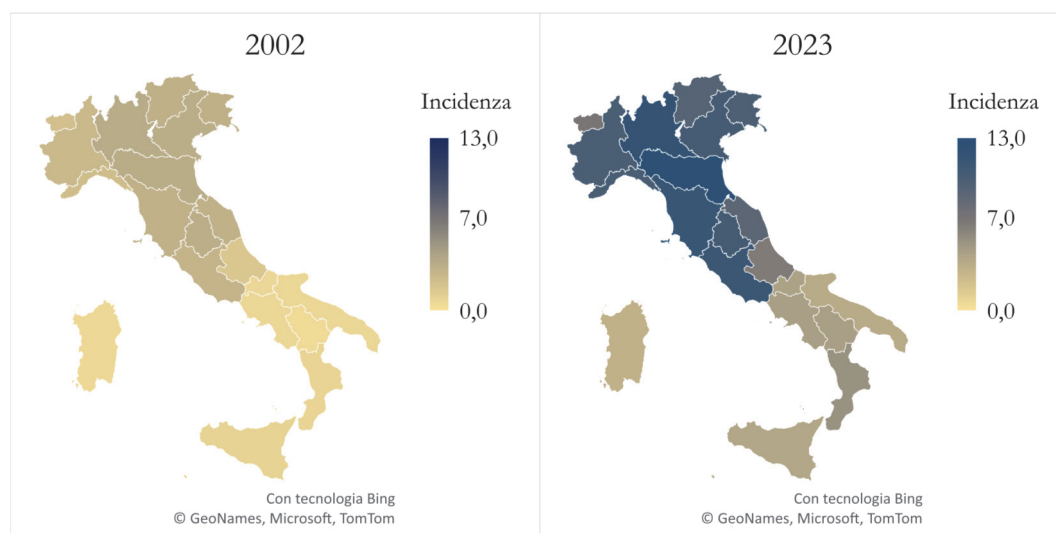 2002
Incidenza
13,0
7,0
0,0
Con tecnologia Bing
© GeoNames, Microsoft, TomTom
2023
Incidenza
13,0
7,0
0,0
Con tecnologia Bing
© GeoNames, Microsoft, TomTom